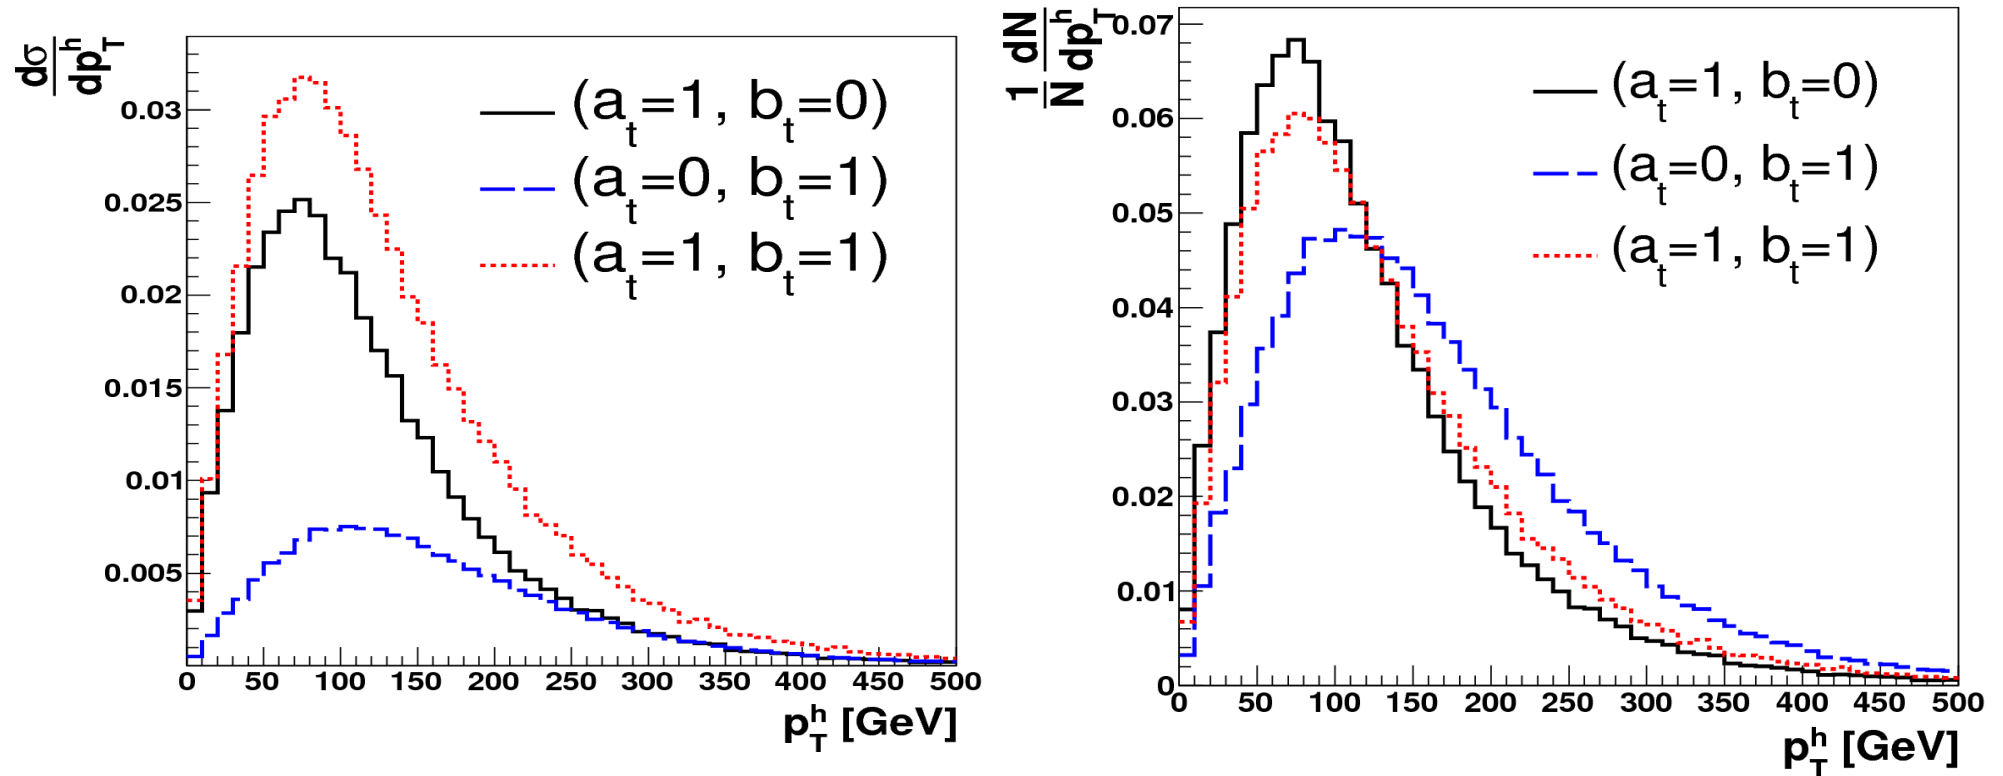 dσ
dp_T^h
0.03
0.025
0.02
0.015
0.01
0.005
0 50 100 150 200 250 300 350 400 450 500
p_T^h [GeV]
(a_t=1, b_t=0)
(a_t=0, b_t=1)
(a_t=1, b_t=1)
1 dN
N dp_T^h
0.07
0.06
0.05
0.04
0.03
0.02
0.01
0
0 50 100 150 200 250 300 350 400 450 500
p_T^h [GeV]
(a_t=1, b_t=0)
(a_t=0, b_t=1)
(a_t=1, b_t=1)